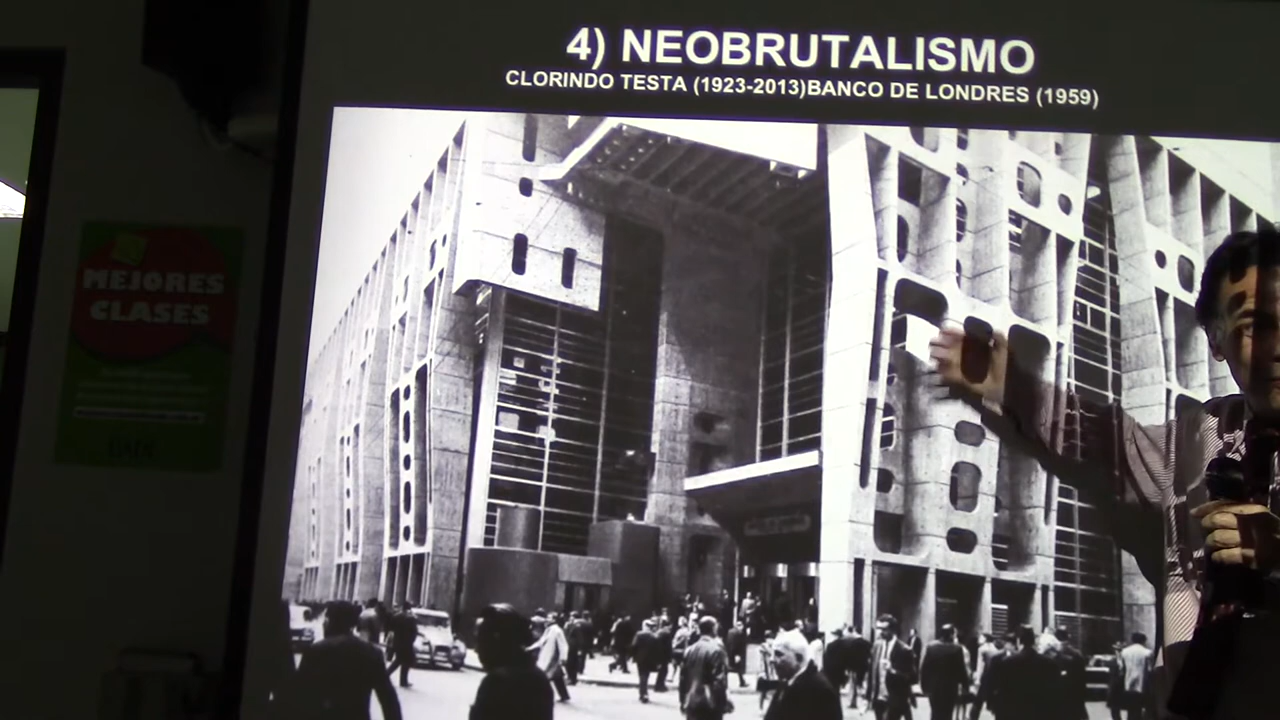 4) NEOBRUTALISMO
CLORINDO TESTA (1923-2013)BANCO DE LONDRES (1959)
MEJORES
CLASES